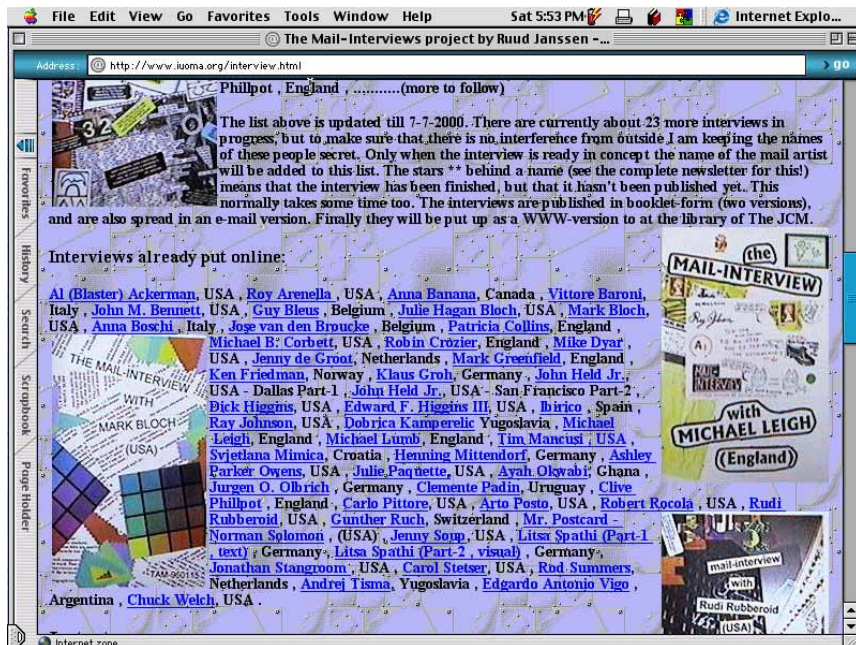 File Edit View Go Favorites Tools Window Help Sat 5:53 PM Internet Explo...
The Mail-Interviews project by Ruud Janssen -...
Address: http://www.iuoma.org/interview.html go
Favorites
History
Search
Scrapbook
Page Holder
32
Phillpot , England , ...........(more to follow)
The list above is updated till 7-7-2000. There are currently about 23 more interviews in
progress, but to make sure that there is no interference from outside I am keeping the names
of these people secret. Only when the interview is ready in concept the name of the mail artist
will be added to this list. The stars ** behind a name (see the complete newsletter for this!)
means that the interview has been finished, but that it hasn't been published yet. This
normally takes some time too. The interviews are published in booklet-form (two versions),
and are also spread in an e-mail version. Finally they will be put up as a WWW-version to at the library of The JCM.
Interviews already put online:
Al (Blaster) Ackerman, USA , Roy Arenella , USA , Anna Banana, Canada , Vittore Baroni,
Italy , John M. Bennett, USA , Guy Bleus , Belgium , Julie Hagan Bloch, USA , Mark Bloch,
USA , Anna Boschi , Italy , Jose van den Broucke , Belgium , Patricia Collins, England ,
Michael B. Corbett, USA , Robin Crozier, England , Mike Dyar ,
USA , Jenny de Groot, Netherlands , Mark Greenfield, England ,
Ken Friedman, Norway , Klaus Groh, Germany , John Held Jr.,
USA - Dallas Part-1 , John Held Jr., USA - San Francisco Part-2 ,
Dick Higgins, USA , Edward F. Higgins III, USA , Ibirico , Spain ,
Ray Johnson, USA , Dobrica Kamperelic Yugoslavia , Michael
Leigh, England , Michael Lumb, England , Tim Mancusi , USA ,
Svjetlana Mimica, Croatia , Henning Mittendorf, Germany , Ashley
Parker Owens, USA , Julie Paquette, USA , Ayah Okwabi, Ghana ,
Jurgen O. Olbrich , Germany , Clemente Padin, Uruguay , Clive
Phillpot , England , Carlo Pittore, USA , Arto Posto, USA , Robert Rocola , USA , Rudi
Rubberoid, USA , Gunther Ruch, Switzerland , Mr. Postcard -
Norman Solomon , (USA) , Jenny Soup, USA , Litsa Spathi (Part-1
, text) , Germany , Litsa Spathi (Part-2 , visual) , Germany ,
Jonathan Stangroom , USA , Carol Stetser, USA , Rod Summers,
Netherlands , Andrej Tisma, Yugoslavia , Edgardo Antonio Vigo ,
Argentina , Chuck Welch, USA .
THE MAIL-INTERVIEW
WITH
MARK BLOCH
(USA)
TAM-960115
the
MAIL-INTERVIEW
MAIL-
INTERVIEW
with
MICHAEL LEIGH
(England)
mail-interview
with
Rudi Rubberoid
(USA)
Internet zone